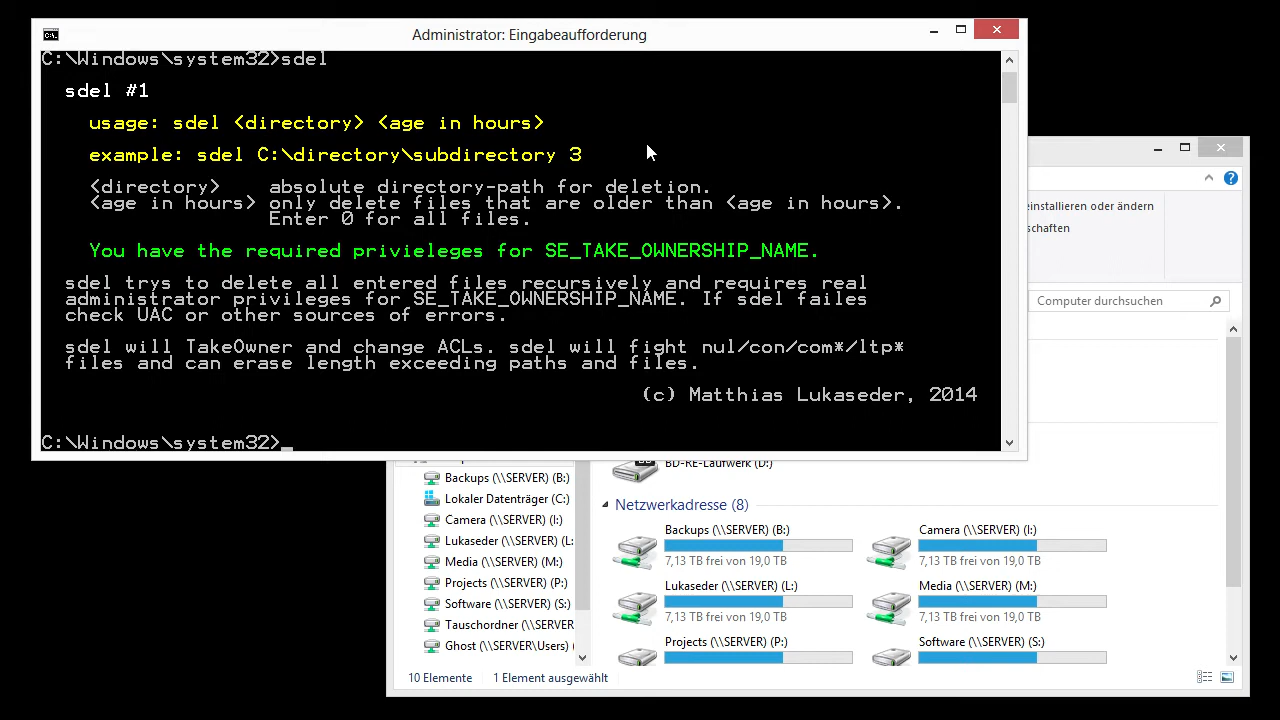 Administrator: Eingabeaufforderung
C:\Windows\system32>sdel
sdel #1
usage: sdel <directory> <age in hours>
example: sdel C:\directory\subdirectory 3
<directory> absolute directory-path for deletion.
<age in hours> only delete files that are older than <age in hours>.
Enter 0 for all files.
You have the required privieleges for SE_TAKE_OWNERSHIP_NAME.
sdel trys to delete all entered files recursively and requires real
administrator privileges for SE_TAKE_OWNERSHIP_NAME. If sdel failes
check UAC or other sources of errors.
sdel will TakeOwner and change ACLs. sdel will fight nul/con/com*/ltp*
files and can erase length exceeding paths and files.
(c) Matthias Lukaseder, 2014
C:\Windows\system32>_
einstallieren oder ändern
schaften
Computer durchsuchen
Backups (\\SERVER) (B:)
Lokaler Datenträger (C:)
Camera (\\SERVER) (I:)
Lukaseder (\\SERVER) (L:
Media (\\SERVER) (M:)
Projects (\\SERVER) (P:)
Software (\\SERVER) (S:)
Tauschordner (\\SERVER
Ghost (\\SERVER\Users) (
BD-RE-Laufwerk (D:)
Netzwerkadresse (8)
Backups (\\SERVER) (B:)
7,13 TB frei von 19,0 TB
Camera (\\SERVER) (I:)
7,13 TB frei von 19,0 TB
Lukaseder (\\SERVER) (L:)
7,13 TB frei von 19,0 TB
Media (\\SERVER) (M:)
7,13 TB frei von 19,0 TB
Projects (\\SERVER) (P:)
Software (\\SERVER) (S:)
10 Elemente
1 Element ausgewählt